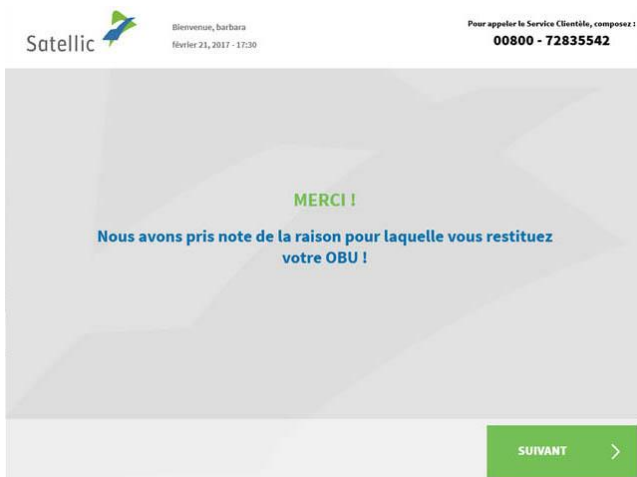 Satellic
Bienvenue, barbara
février 21, 2017 - 17:30
Pour appeler le Service Clientèle, composez :
00800 - 72835542
MERCI !
Nous avons pris note de la raison pour laquelle vous restituez
votre OBU !
SUIVANT